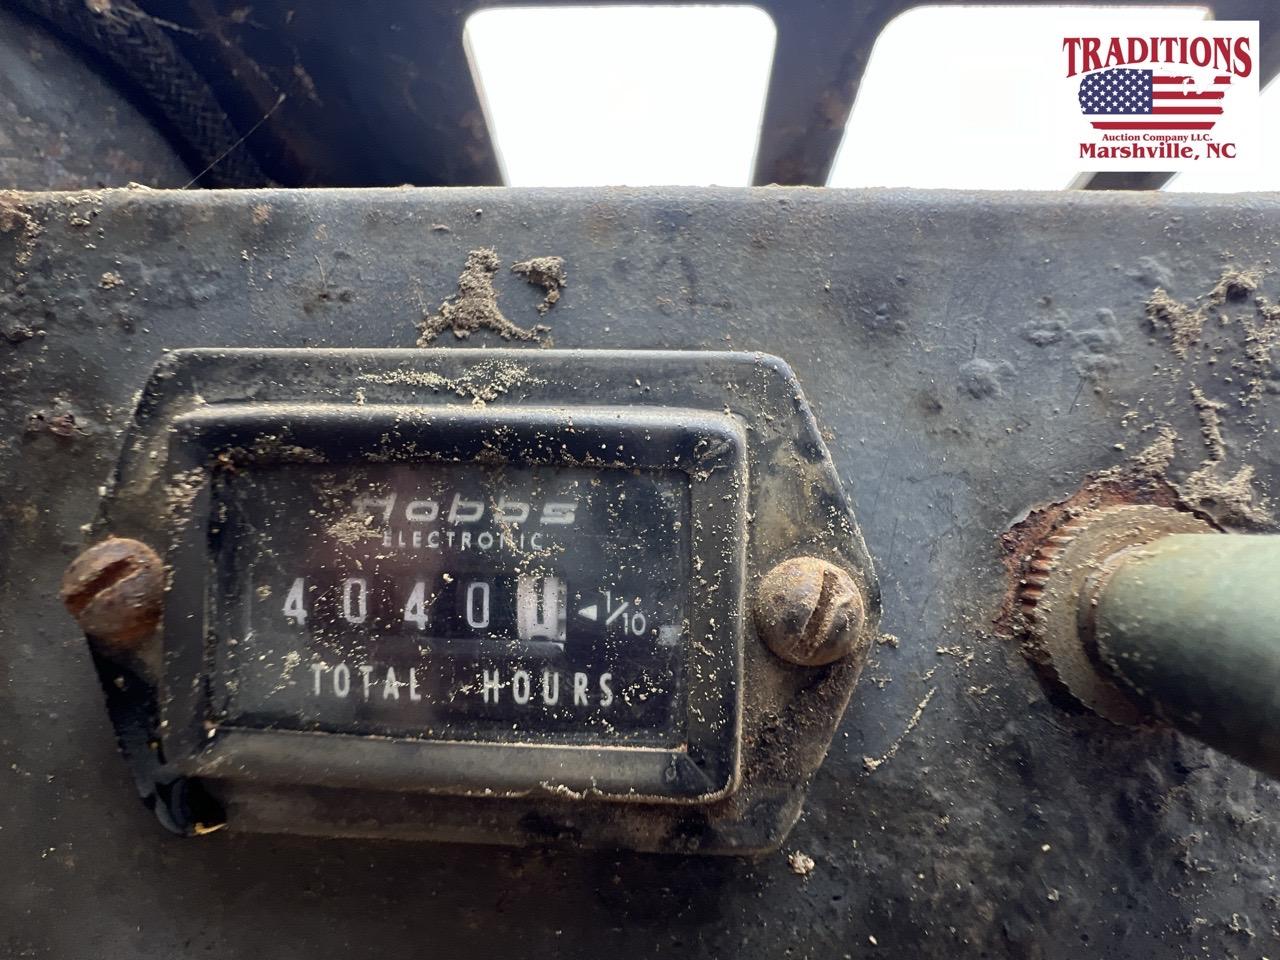 TRADITIONS
Auction Company LLC.
Marshville, NC
Hobbs
ELECTRONIC
4040
1/10
TOTAL HOURS